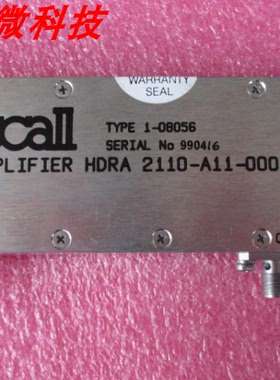 微科技
WARRANTY
SEAL
call
TYPE 1-08056
SERIAL No 990416
PLIFIER HDRA 2110-A11-000